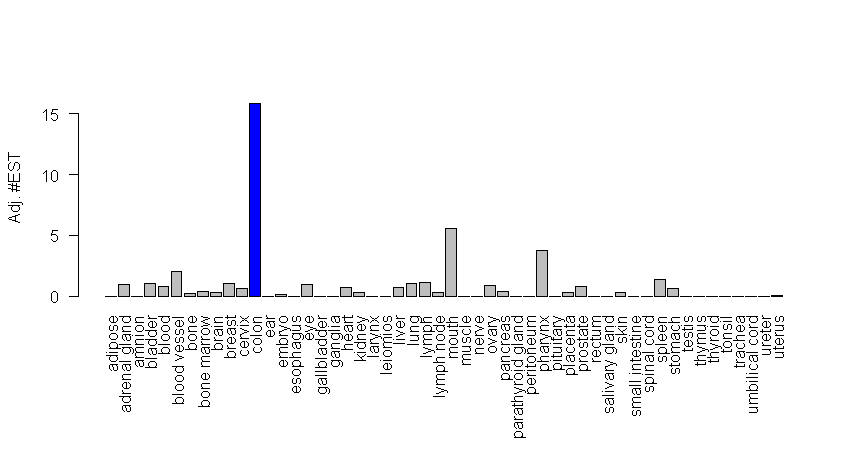 Adj. #EST
15
10
5
0
adipose
adrenal gland
amnion
bladder
blood
blood vessel
bone
bone marrow
brain
breast
cervix
colon
ear
embryo
esophagus
eye
gallbladder
ganglia
heart
kidney
larynx
leiomios
liver
lung
lymph
lymph node
mouth
muscle
nerve
ovary
pancreas
parathyroid gland
peritoneum
pharynx
pituitary
placenta
prostate
rectum
salivary gland
skin
small intestine
spinal cord
spleen
stomach
testis
thymus
thyroid
tonsil
trachea
umbilical cord
ureter
uterus